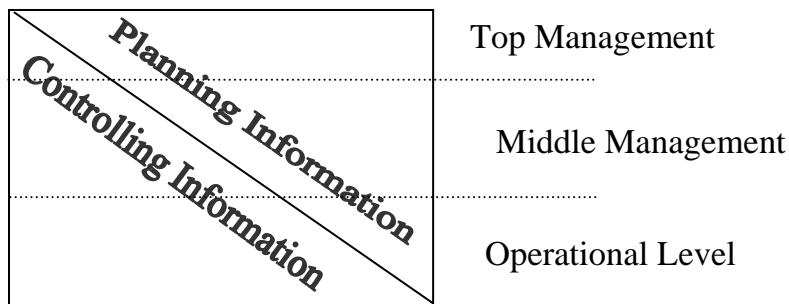 Planning Information
Controlling Information
Top Management
Middle Management
Operational Level